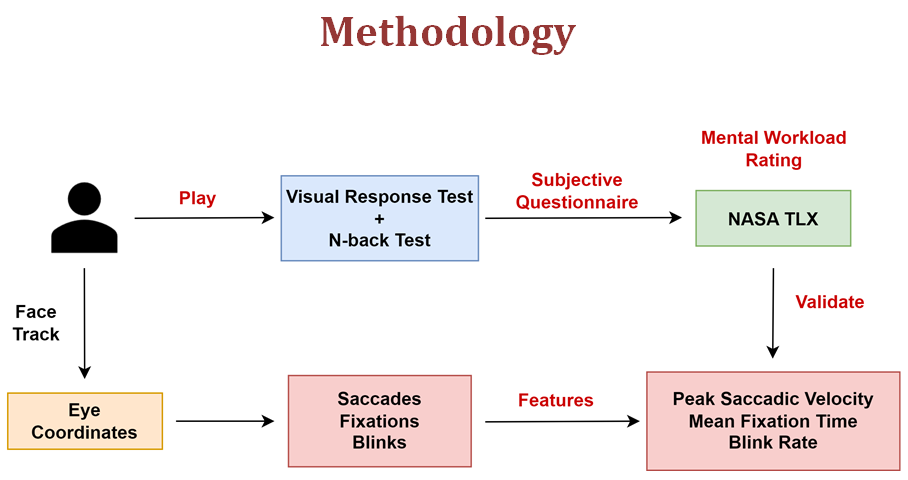 Methodology
Mental Workload
Rating
Play
Visual Response Test
+
N-back Test
Subjective
Questionnaire
NASA TLX
Face
Track
Validate
Eye
Coordinates
Saccades
Fixations
Blinks
Features
Peak Saccadic Velocity
Mean Fixation Time
Blink Rate